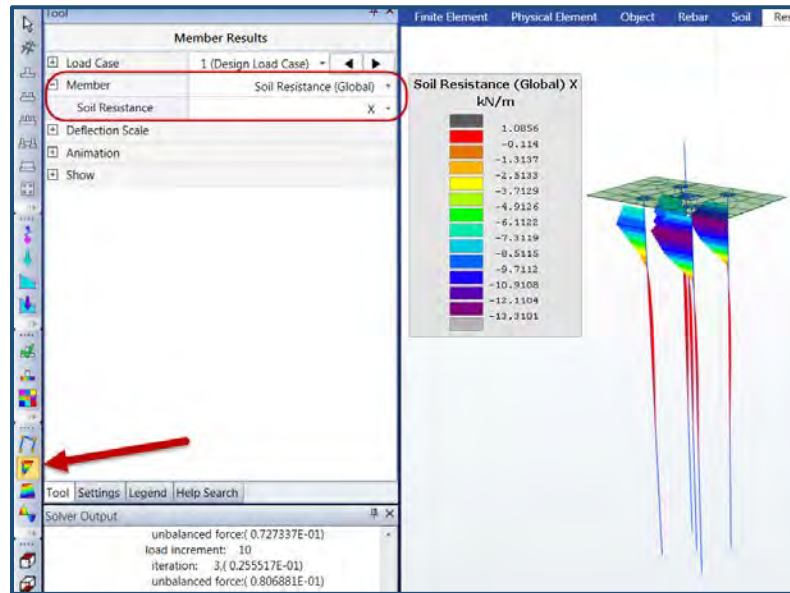 Tool
Member Results
Load Case 1 (Design Load Case)
Member Soil Resistance (Global)
Soil Resistance X
Deflection Scale
Animation
Show
Tool Settings Legend Help Search
Solver Output
unbalanced force:( 0.727337E-01)
load increment: 10
iteration: 3,( 0.255517E-01)
unbalanced force:( 0.806881E-01)
Finite Element Physical Element Object Rebar Soil Res
Soil Resistance (Global) X
kN/m
1.0856
-0.114
-1.3137
-2.5133
-3.7129
-4.9126
-6.1122
-7.3119
-8.5115
-9.7112
-10.9108
-12.1104
-13.3101